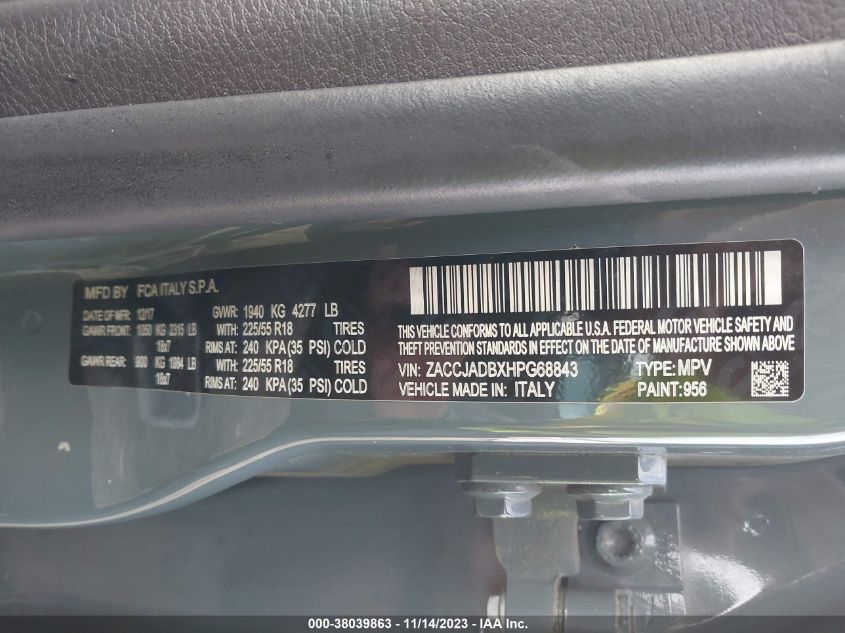 MFD BY FCA ITALY S.P.A.
DATE OF MFR 12/17 GVWR: 1940 KG 4277 LB
GAWR FRONT: 1050 KG 2315 LB WITH: 225/55 R18 TIRES
18x7 RIMS AT: 240 KPA(35 PSI) COLD
GAWR REAR: 900 KG 1984 LB WITH: 225/55 R18 TIRES
18x7 RIMS AT: 240 KPA(35 PSI) COLD
THIS VEHICLE CONFORMS TO ALL APPLICABLE U.S.A. FEDERAL MOTOR VEHICLE SAFETY AND
THEFT PREVENTION STANDARDS IN EFFECT ON THE DATE OF MANUFACTURE SHOWN ABOVE
VIN: ZACCJADBXHPG68843 TYPE: MPV
VEHICLE MADE IN: ITALY PAINT: 956
000-38039863 - 11/14/2023 - IAA Inc.